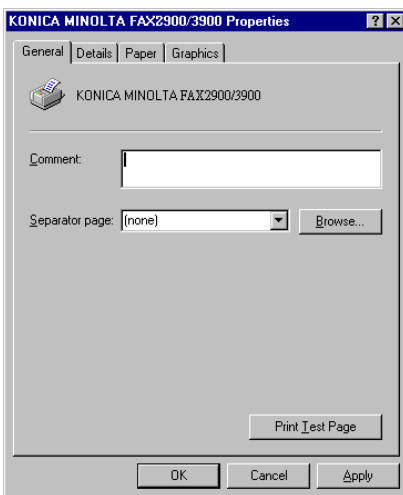 KONICA MINOLTA FAX2900/3900 Properties
General Details Paper Graphics
KONICA MINOLTA FAX2900/3900
Comment:
Separator page: (none) Browse...
Print Test Page
OK Cancel Apply